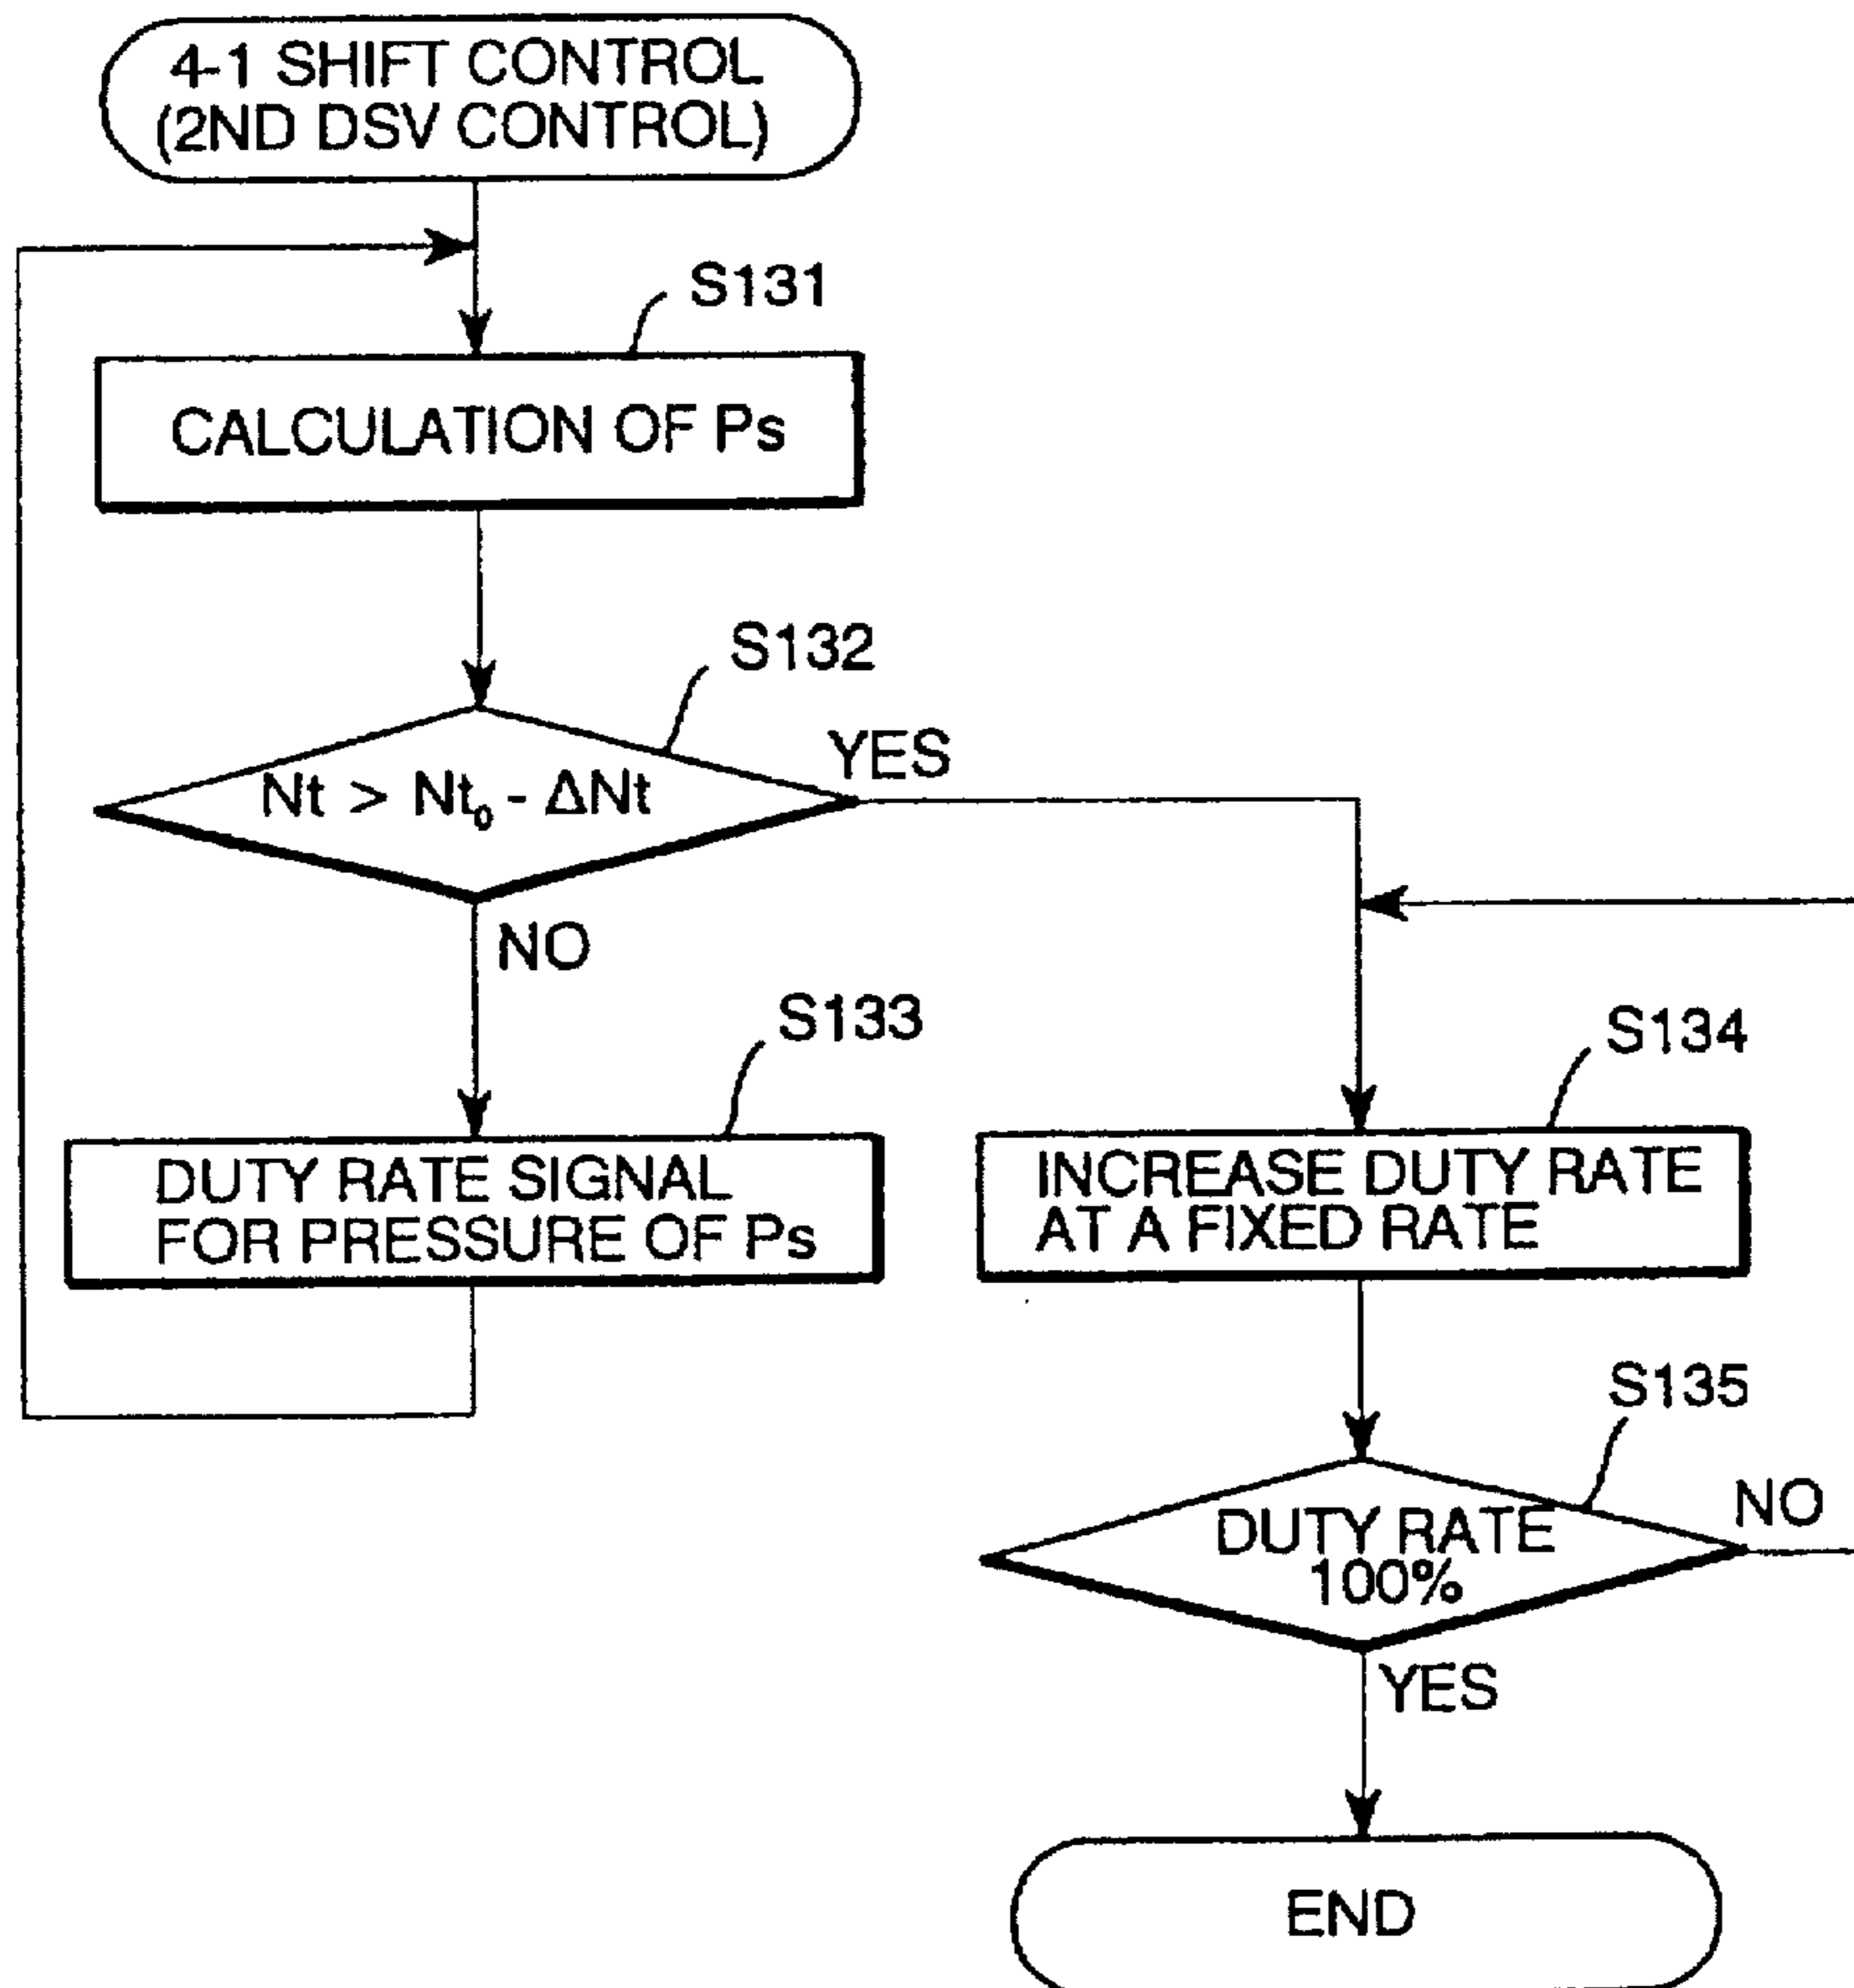 4-1 SHIFT CONTROL
(2ND DSV CONTROL)
S131
CALCULATION OF Ps
S132
Nt > Nt₀ - ΔNt
YES
NO
S133
DUTY RATE SIGNAL
FOR PRESSURE OF Ps
S134
INCREASE DUTY RATE
AT A FIXED RATE
S135
DUTY RATE
100%
NO
YES
END